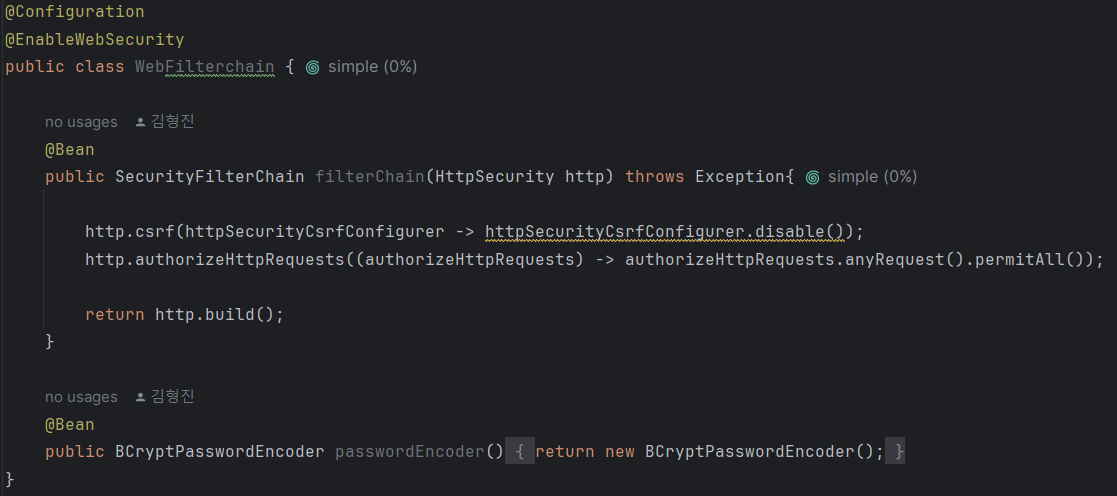 @Configuration
@EnableWebSecurity
public class WebFilterchain { simple (0%)
no usages 김형진
@Bean
public SecurityFilterChain filterChain(HttpSecurity http) throws Exception{ simple (0%)
http.csrf(httpSecurityCsrfConfigurer -> httpSecurityCsrfConfigurer.disable());
http.authorizeHttpRequests((authorizeHttpRequests) -> authorizeHttpRequests.anyRequest().permitAll());
return http.build();
}
no usages 김형진
@Bean
public BCryptPasswordEncoder passwordEncoder() { return new BCryptPasswordEncoder(); }
}